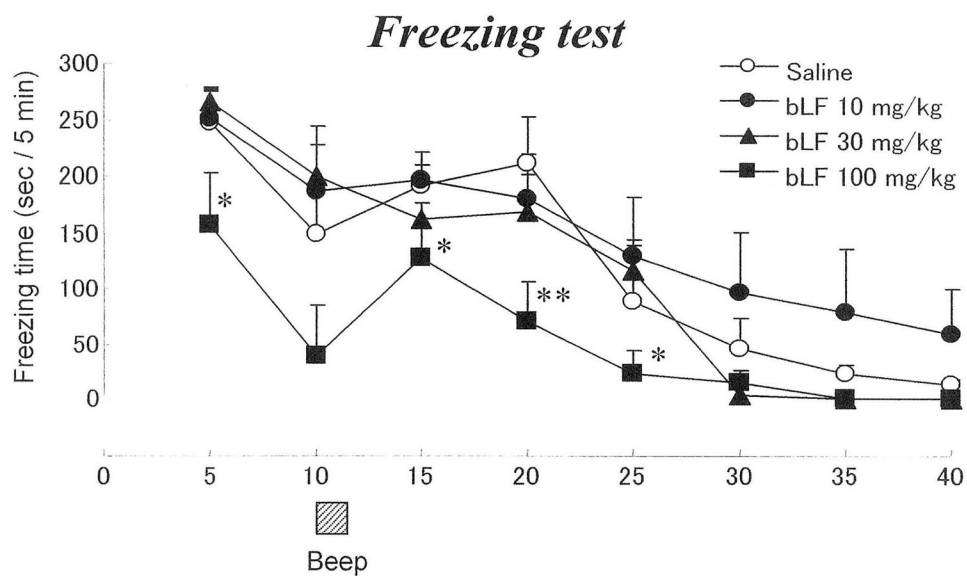 Freezing test
Freezing time (sec / 5 min)
300
250
200
150
100
50
0
Saline
bLF 10 mg/kg
bLF 30 mg/kg
bLF 100 mg/kg
*
*
**
*
0 5 10 15 20 25 30 35 40
Beep